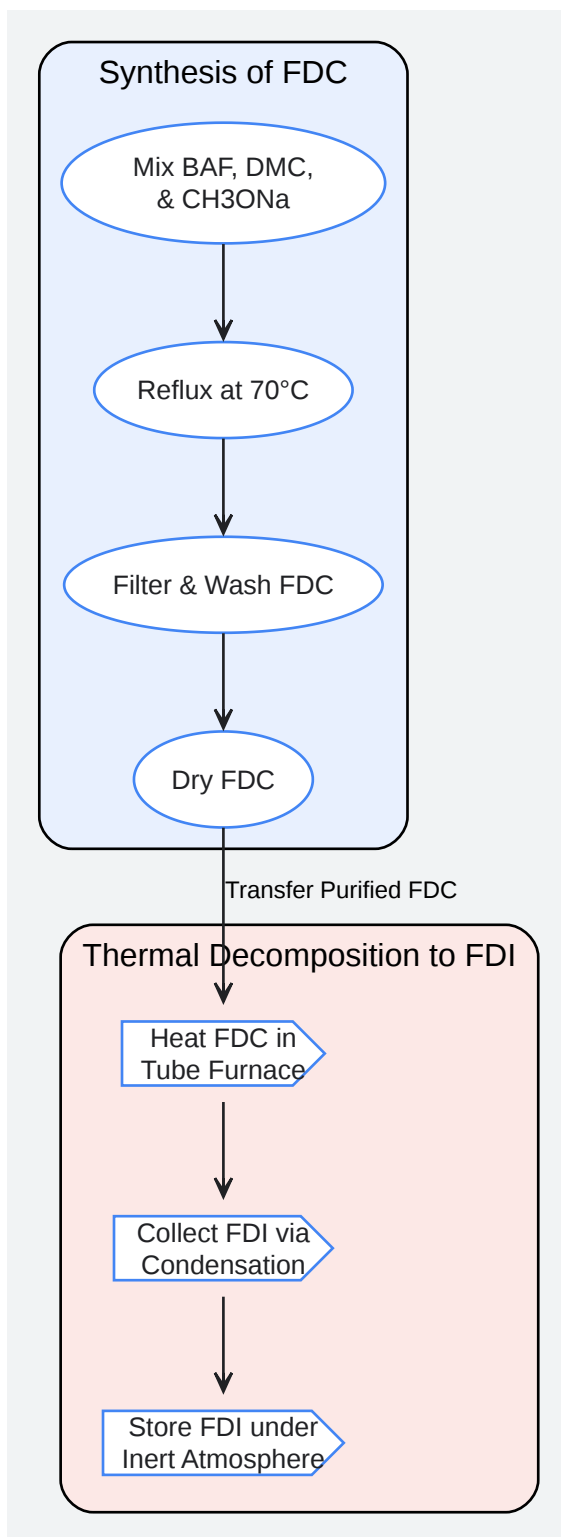 Synthesis of FDC
Mix BAF, DMC,
& CH3ONa
Reflux at 70°C
Filter & Wash FDC
Dry FDC
Transfer Purified FDC
Thermal Decomposition to FDI
Heat FDC in
Tube Furnace
Collect FDI via
Condensation
Store FDI under
Inert Atmosphere